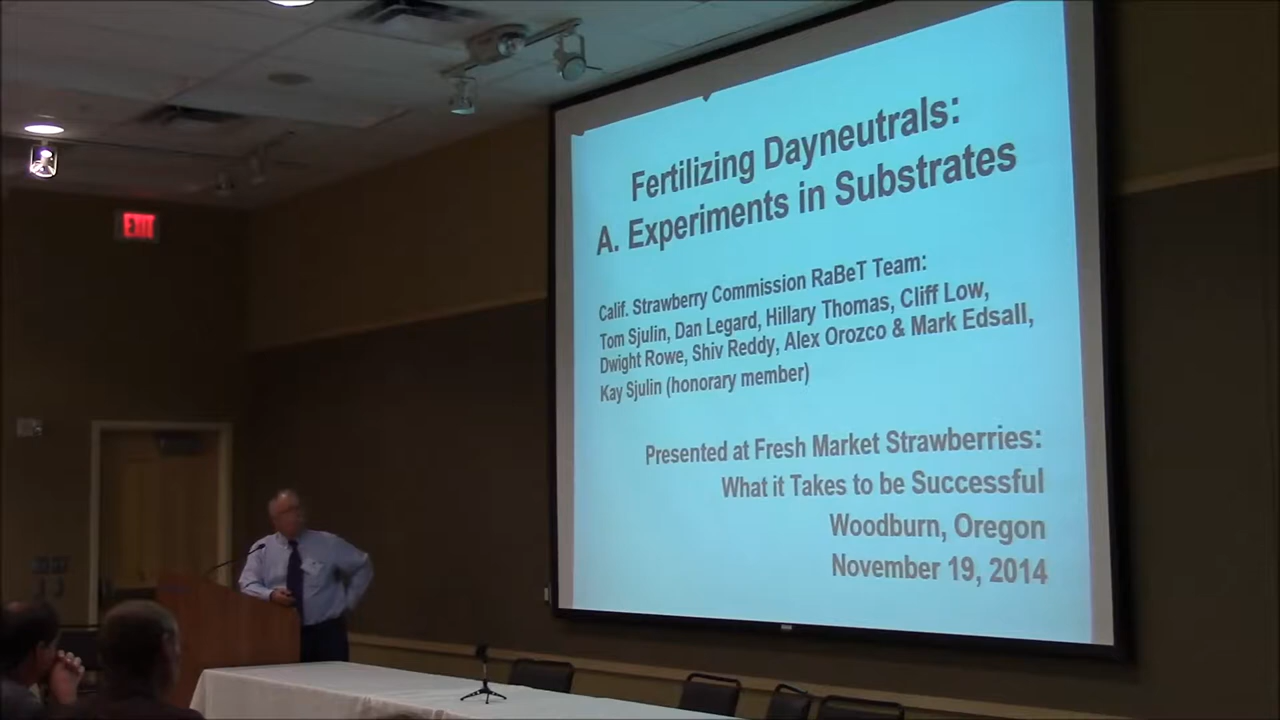 EXIT
Fertilizing Dayneutrals:
A. Experiments in Substrates
Calif. Strawberry Commission RaBeT Team:
Tom Sjulin, Dan Legard, Hillary Thomas, Cliff Low,
Dwight Rowe, Shiv Reddy, Alex Orozco & Mark Edsall,
Kay Sjulin (honorary member)
Presented at Fresh Market Strawberries:
What it Takes to be Successful
Woodburn, Oregon
November 19, 2014